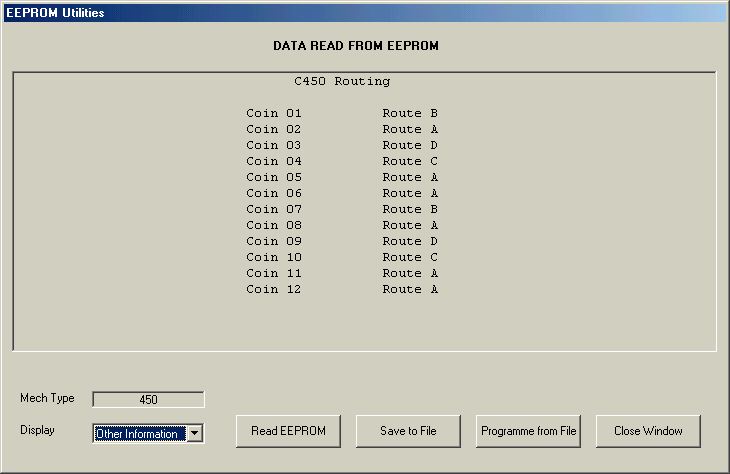 EEPROM Utilities
DATA READ FROM EEPROM
C450 Routing
Coin 01 Route B
Coin 02 Route A
Coin 03 Route D
Coin 04 Route C
Coin 05 Route A
Coin 06 Route A
Coin 07 Route B
Coin 08 Route A
Coin 09 Route D
Coin 10 Route C
Coin 11 Route A
Coin 12 Route A
Mech Type 450
Display Other Information Read EEPROM Save to File Programme from File Close Window